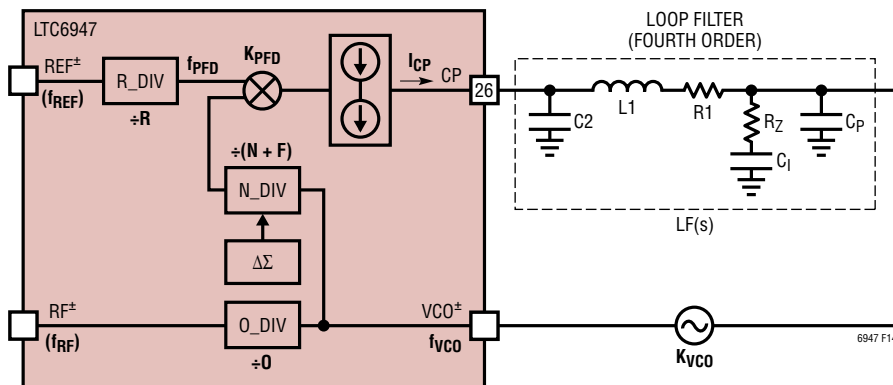 LTC6947
LOOP FILTER
(FOURTH ORDER)
REF±
(fREF)
R_DIV
÷R
fPFD
KPFD
ICP
CP
26
C2
L1
R1
RZ
CI
CP
÷(N + F)
N_DIV
ΔΣ
LF(s)
RF±
(fRF)
O_DIV
÷O
VCO±
fVCO
KVCO
6947 F14